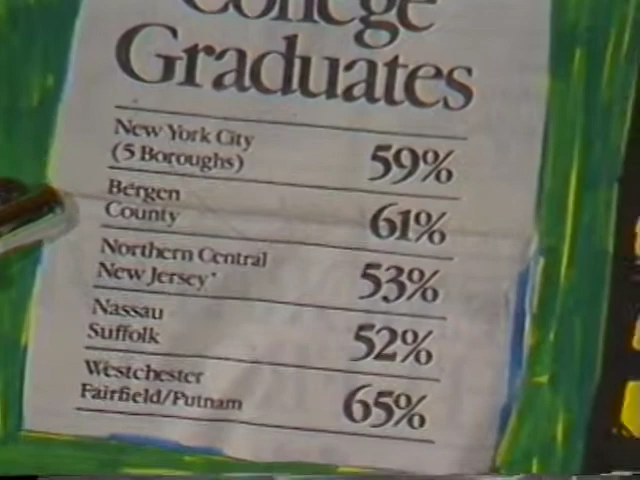 College
Graduates
New York City
(5 Boroughs) 59%
Bergen
County 61%
Northern Central
New Jersey* 53%
Nassau
Suffolk 52%
Westchester
Fairfield/Putnam 65%